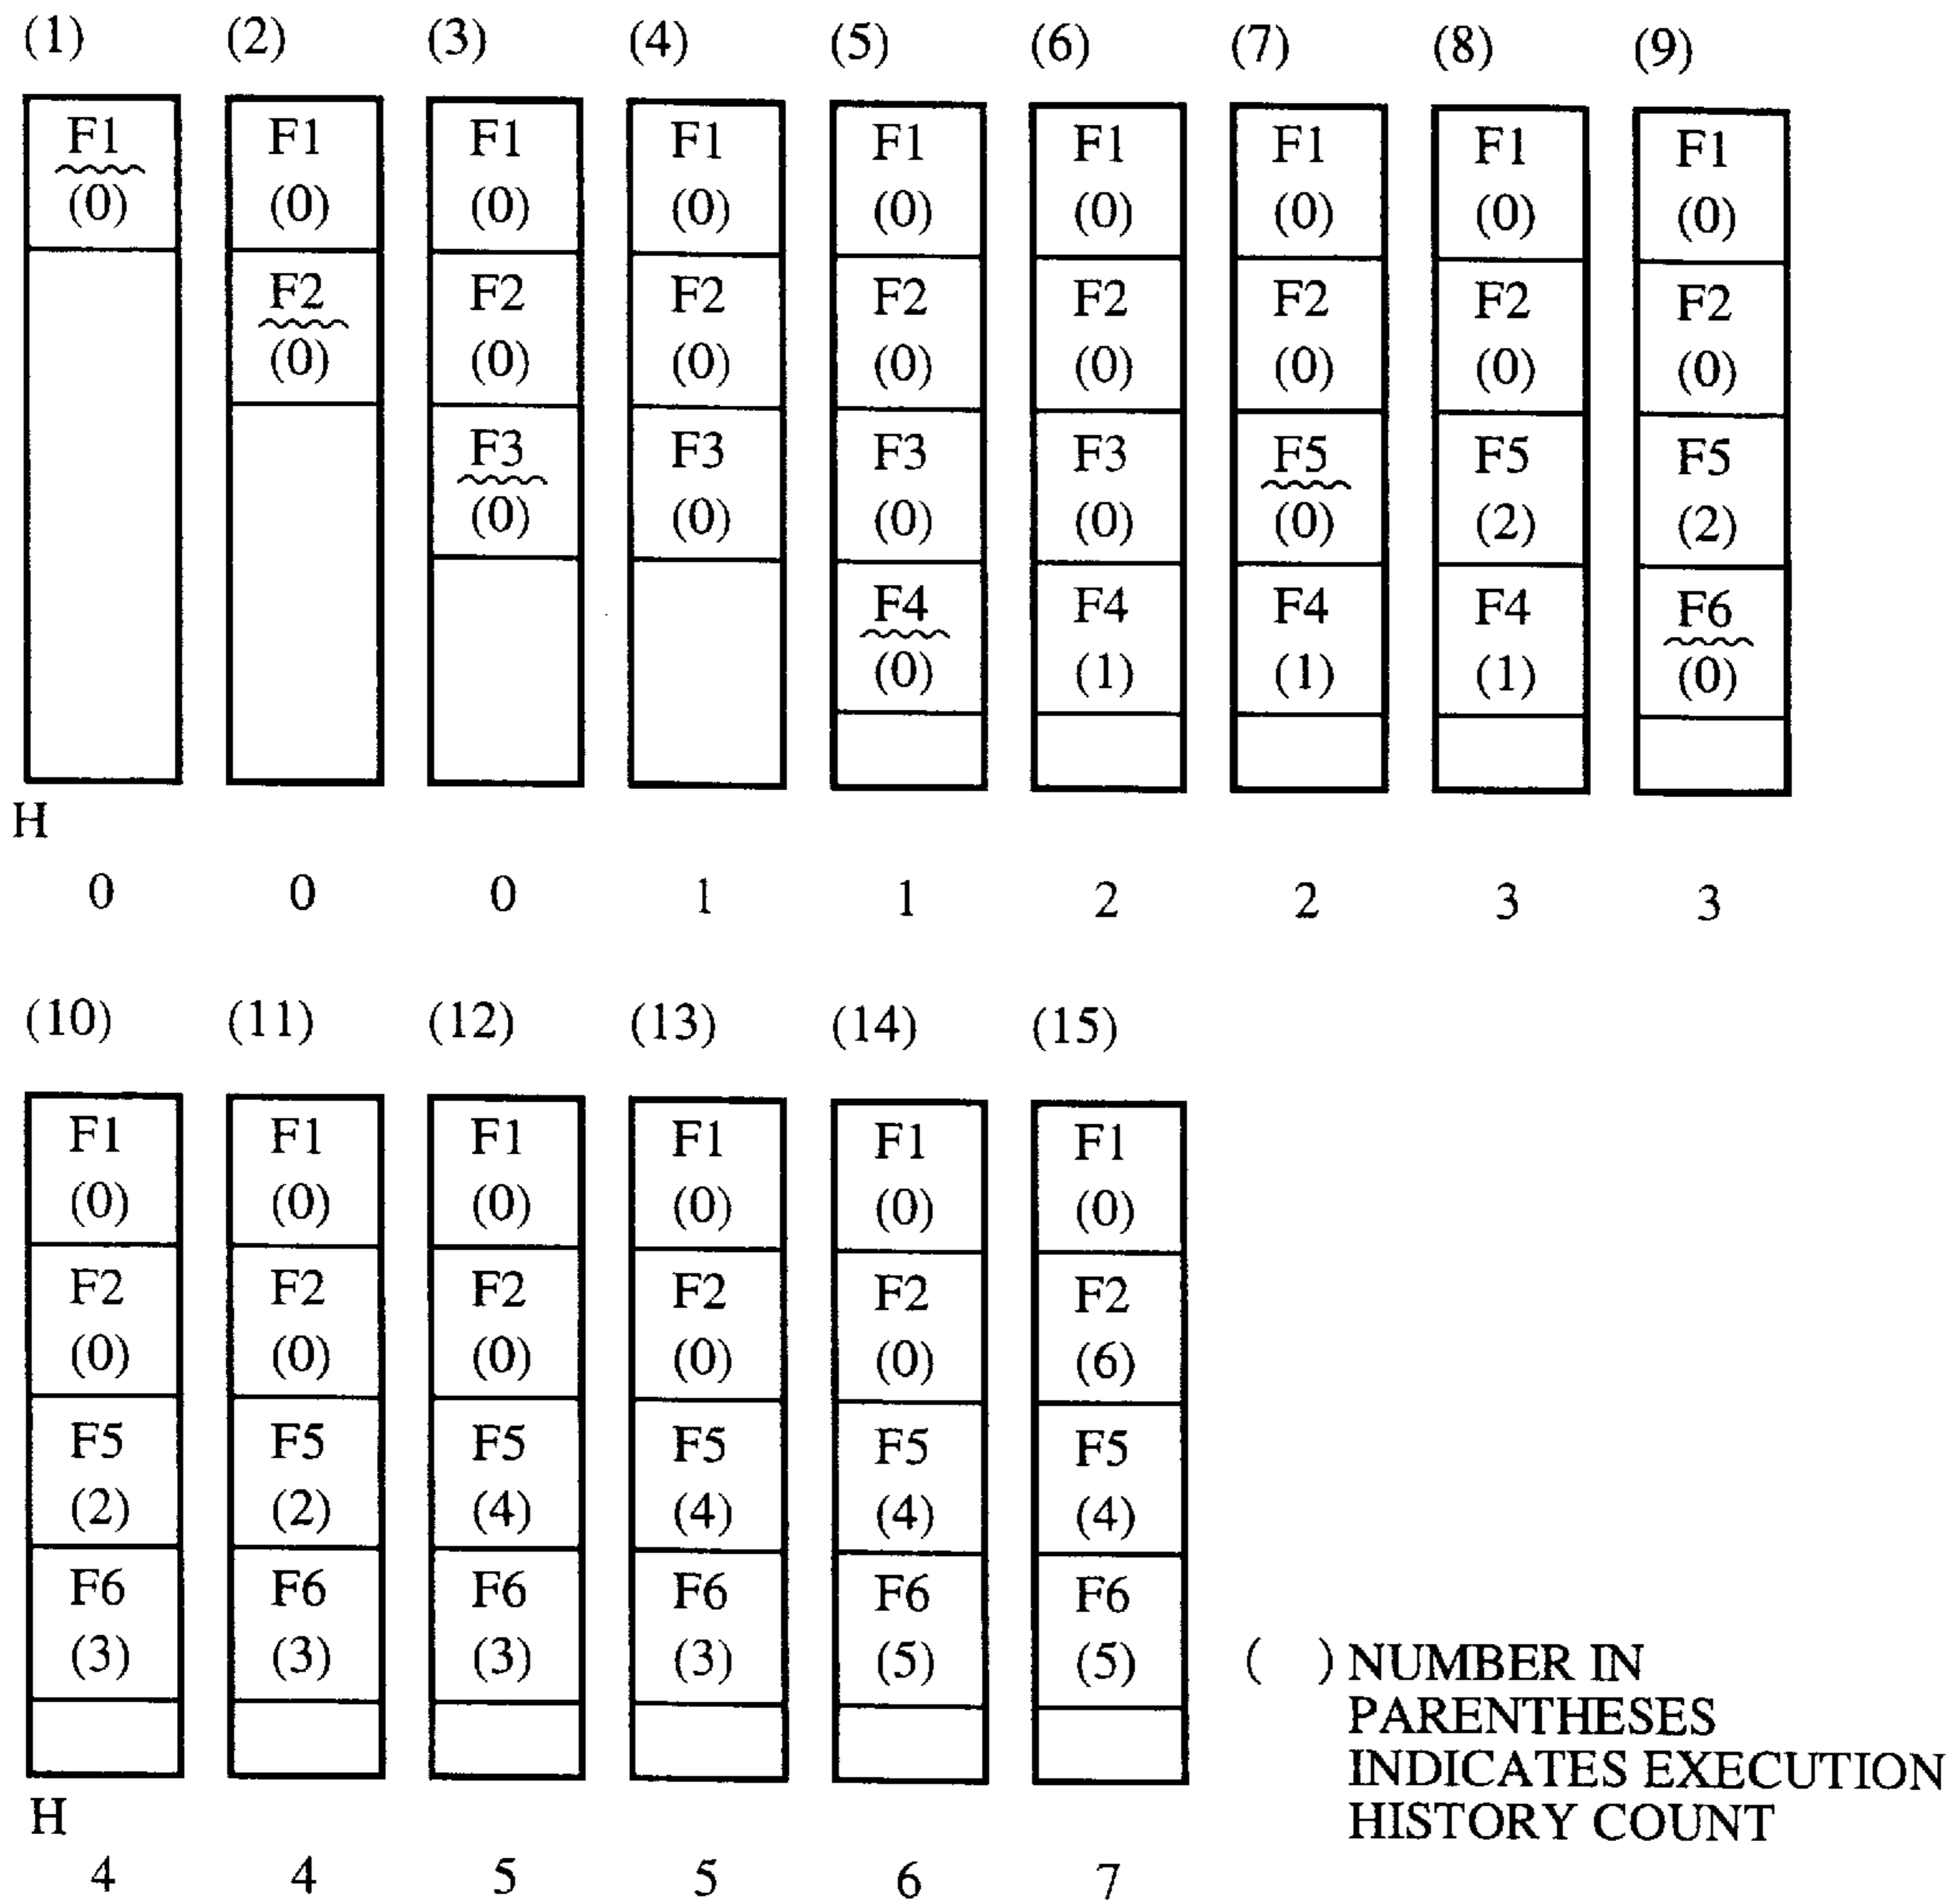 (1) (2) (3) (4) (5) (6) (7) (8) (9)
F1 F1 F1 F1 F1 F1 F1 F1 F1
(0) (0) (0) (0) (0) (0) (0) (0) (0)
F2 F2 F2 F2 F2 F2 F2 F2
(0) (0) (0) (0) (0) (0) (0) (0)
F3 F3 F3 F3 F5 F5 F5
(0) (0) (0) (0) (0) (2) (2)
F4 F4 F4 F4 F6
(0) (1) (1) (1) (0)
H
0 0 0 1 1 2 2 3 3
(10) (11) (12) (13) (14) (15)
F1 F1 F1 F1 F1 F1
(0) (0) (0) (0) (0) (0)
F2 F2 F2 F2 F2 F2
(0) (0) (0) (0) (0) (6)
F5 F5 F5 F5 F5 F5
(2) (2) (4) (4) (4) (4)
F6 F6 F6 F6 F6 F6
(3) (3) (3) (3) (5) (5)
( ) NUMBER IN
PARENTHESES
INDICATES EXECUTION
HISTORY COUNT
H
4 4 5 5 6 7